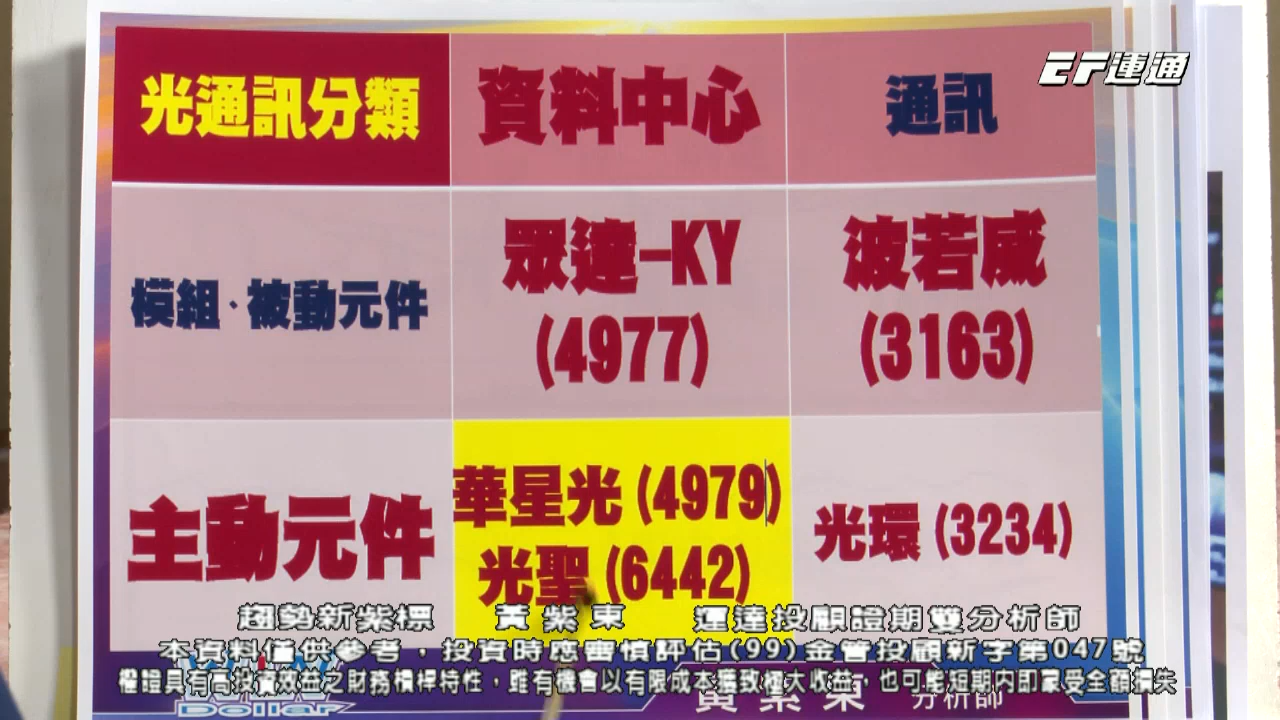 EF運通
光通訊分類
資料中心
通訊
模組・被動元件
眾達-KY
(4977)
波若威
(3163)
主動元件
華星光(4979)
光聖(6442)
光環(3234)
趨勢新紫標 黃紫東 運達投顧證期雙分析師
本資料僅供參考，投資時應審慎評估(99)金管投顧新字第047號
權證具有高投資效益之財務槓桿特性，雖有機會以有限成本獲致極大收益，也可能短期內即蒙受全額損失
Dollar
黃紫東 分析師